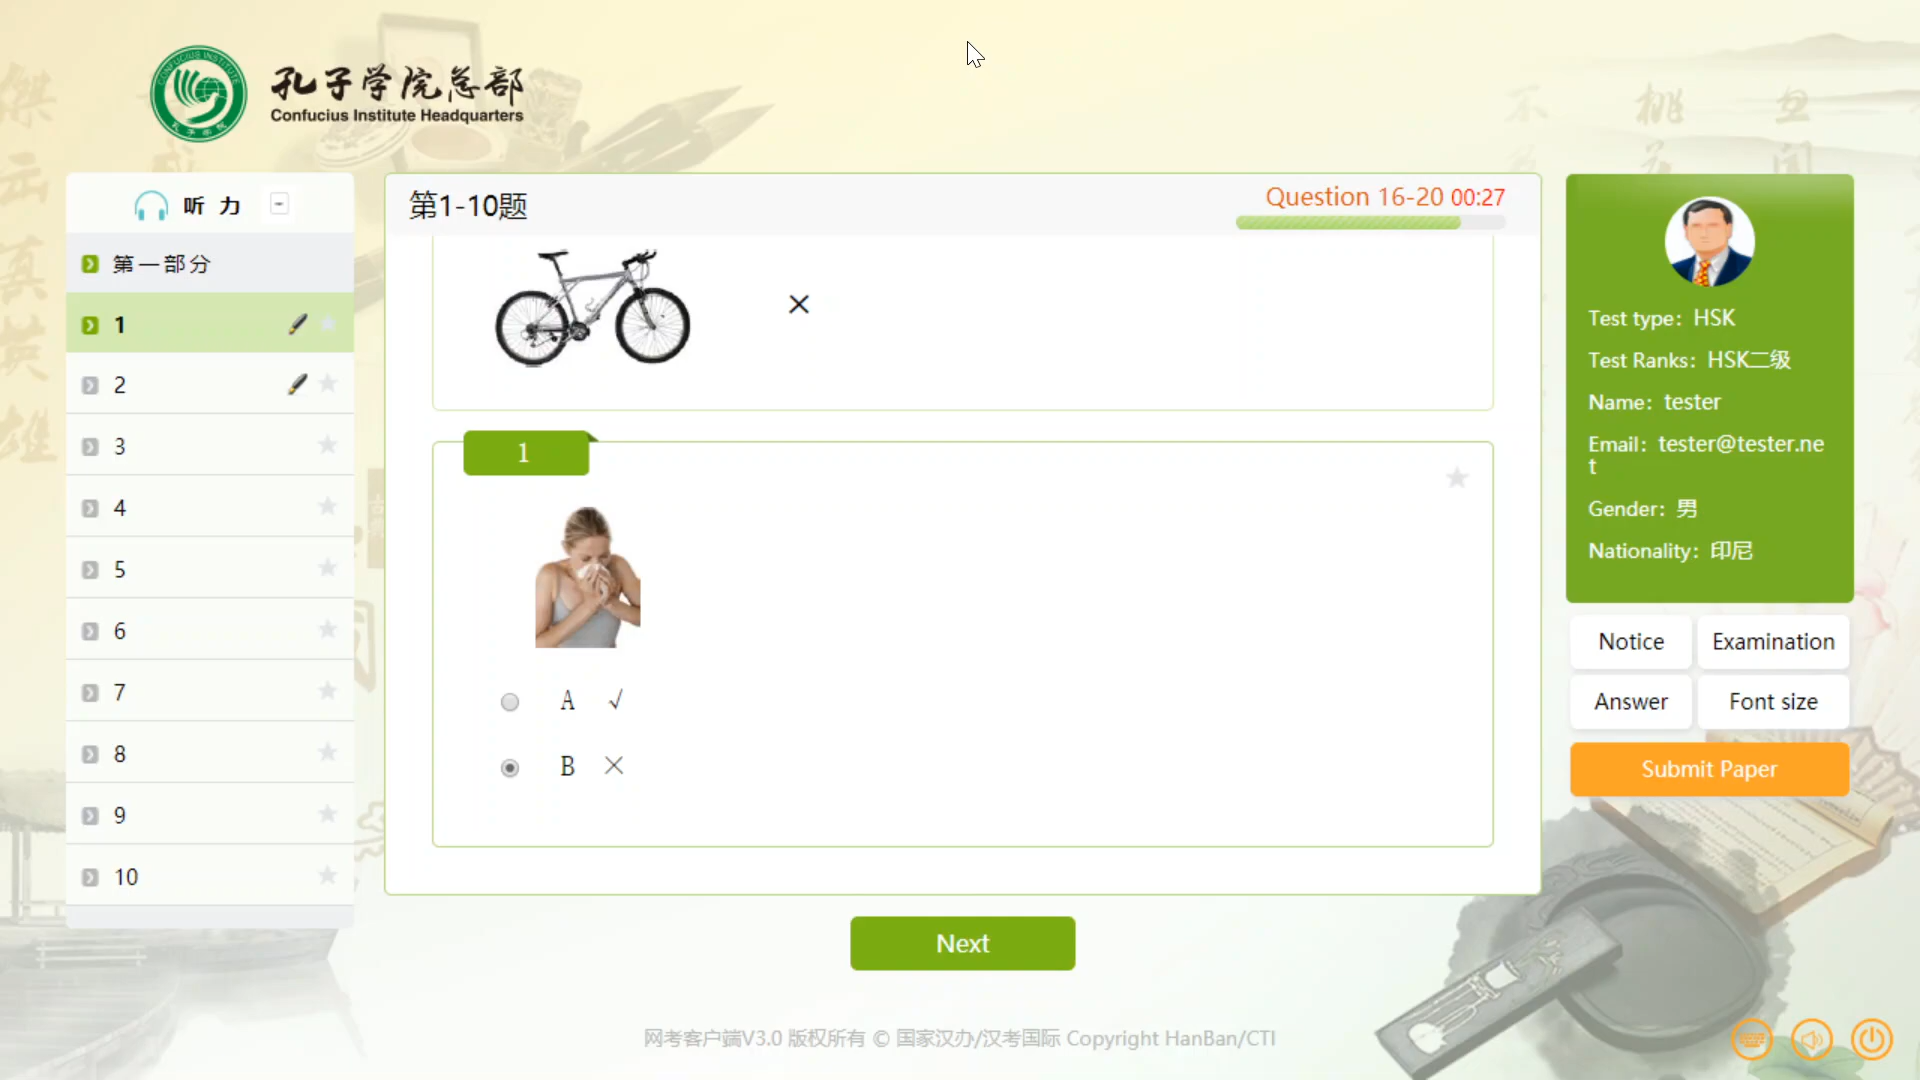 孔子学院总部
Confucius Institute Headquarters
听 力
第一部分
1
2
3
4
5
6
7
8
9
10
第1-10题
Question 16-20 00:27
×
1
A √
B ×
Next
Test type: HSK
Test Ranks: HSK二级
Name: tester
Email: tester@tester.ne
t
Gender: 男
Nationality: 印尼
Notice
Examination
Answer
Font size
Submit Paper
网考客户端V3.0 版权所有 © 国家汉办/汉考国际 Copyright HanBan/CTI